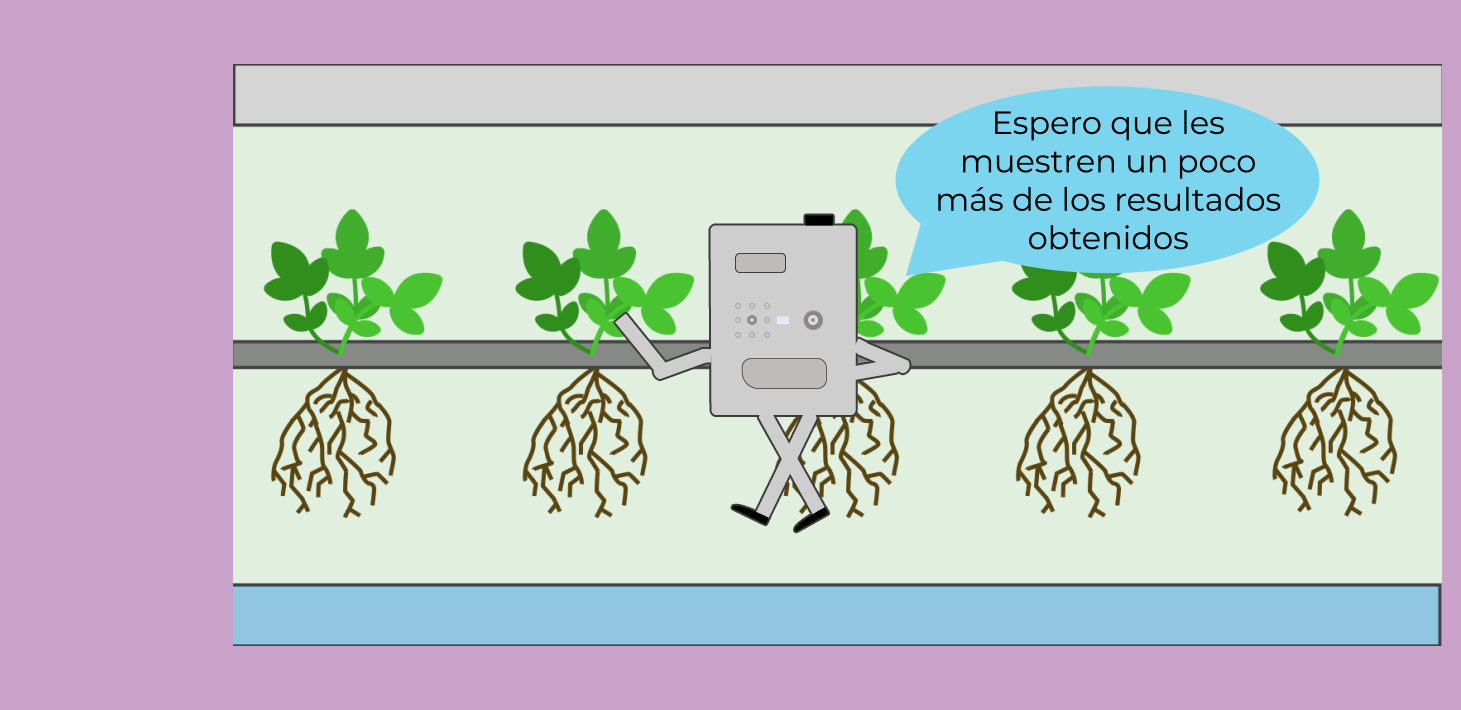 Espero que les
muestren un poco
más de los resultados
obtenidos